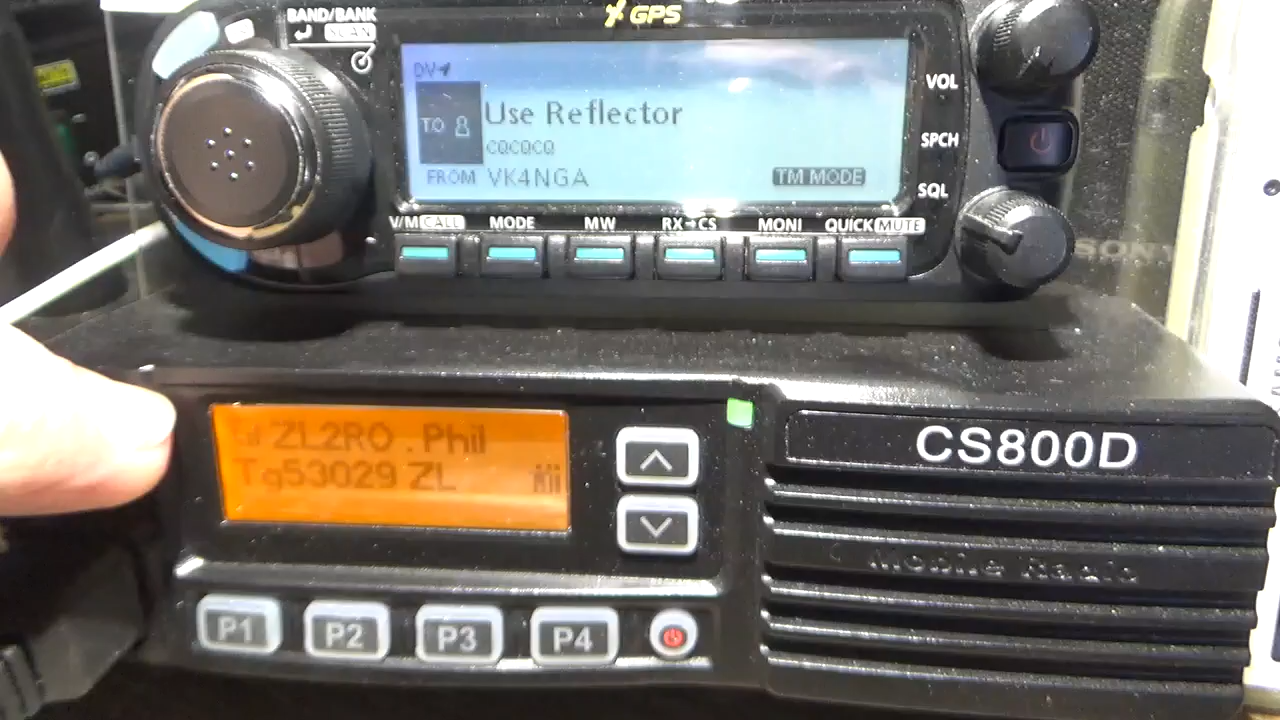 BAND/BANK
SCAN
GPS
DV
TO
Use Reflector
CQCQCQ
FROM VK4NGA
TM MODE
VOL
SPCH
SQL
V/M CALL MODE MW RX→CS MONI QUICK MUTE
SONY
ZL2RO . Phil
Tg53029 ZL
CS800D
Mobile Radio
P1 P2 P3 P4